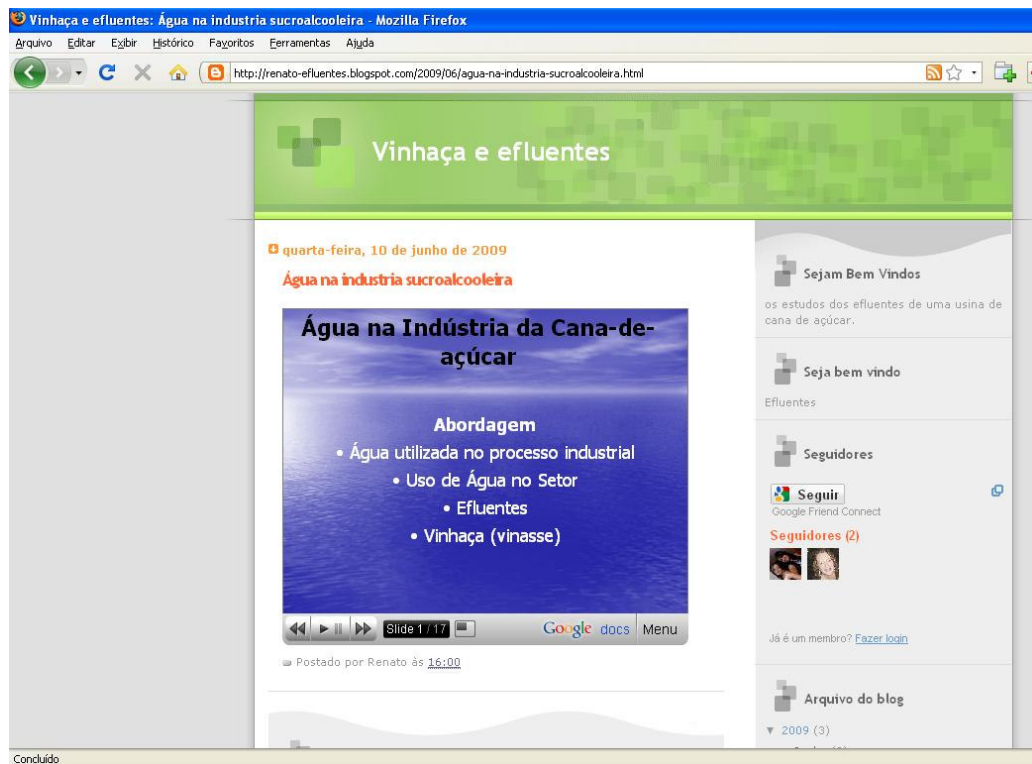 Vinhaça e efluentes: Água na industria sucroalcooleira - Mozilla Firefox
Arquivo Editar Exibir Histórico Favoritos Ferramentas Ajuda
http://renato-efluentes.blogspot.com/2009/06/agua-na-industria-sucroalcooleira.html
Vinhaça e efluentes
quarta-feira, 10 de junho de 2009
Água na industria sucroalcooleira
Água na Indústria da Cana-de-
açúcar
Abordagem
• Água utilizada no processo industrial
• Uso de Água no Setor
• Efluentes
• Vinhaça (vinasse)
Slide 1 / 17
Google docs
Menu
Postado por Renato às 16:00
Sejam Bem Vindos
os estudos dos efluentes de uma usina de
cana de açúcar.
Seja bem vindo
Efluentes
Seguidores
Seguir
Google Friend Connect
Seguidores (2)
Já é um membro? Fazer login
Arquivo do blog
▼ 2009 (3)
Concluído